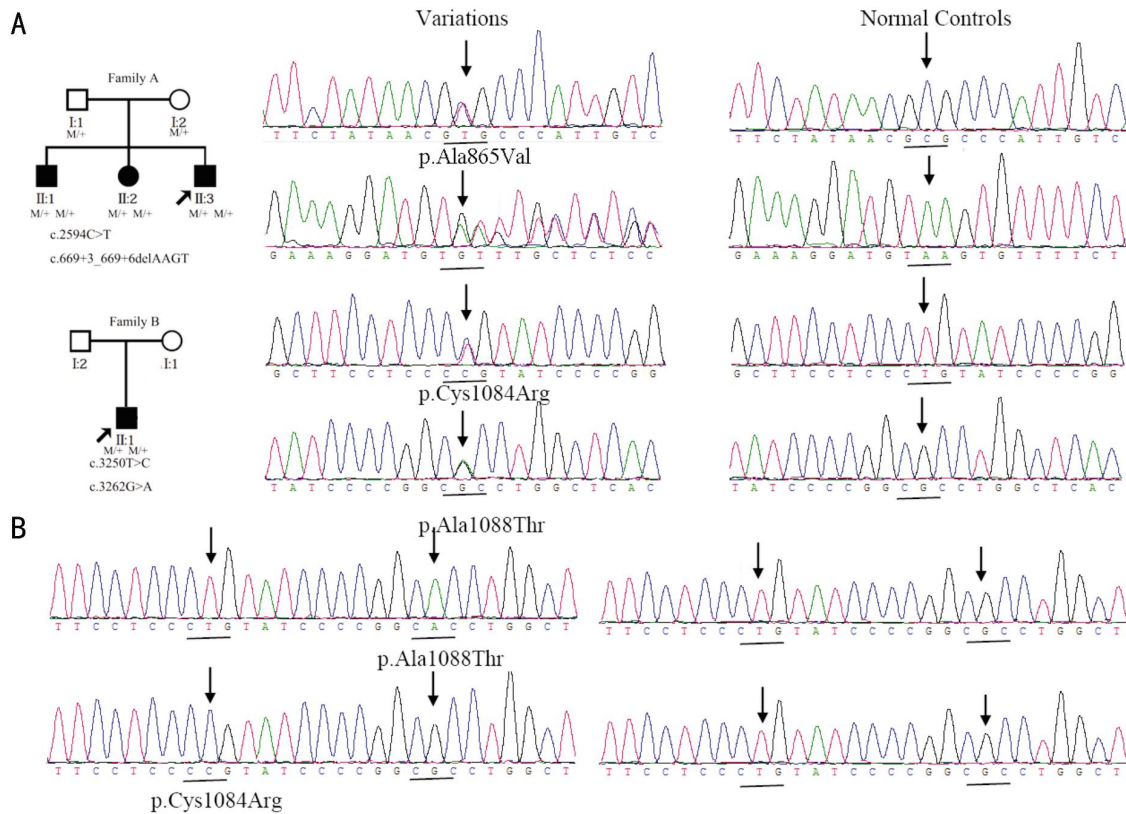 A
Variations
Normal Controls
Family A
I:1
M/+
I:2
M/+
T T C T A T A A C G T G C C C A T T G T C
T T C T A T A A C G C G C C C A T T G T C
p.Ala865Val
II:1
M/+ M/+
II:2
M/+ M/+
II:3
M/+ M/+
c.2594C>T
c.669+3_669+6delAAGT
G A A A G G A T G T G T T T G C T C T C C
G A A A G G A T G T A A G T G T T T T C T
Family B
I:2
I:1
G C T T C C T C C C C G T A T C C C C G G
G C T T C C T C C C T G T A T C C C C G G
p.Cys1084Arg
II:1
M/+ M/+
c.3250T>C
c.3262G>A
T A T C C C C G G C G C C T G G C T C A C
T A T C C C C G G C G C C T G G C T C A C
B
p.Ala1088Thr
T T C C T C C C T G T A T C C C C G G C A C C T G G C T
T T C C T C C C T G T A T C C C C G G C G C C T G G C T
p.Ala1088Thr
T T C C T C C C C G T A T C C C C G G C G C C T G G C T
T T C C T C C C T G T A T C C C C G G C G C C T G G C T
p.Cys1084Arg